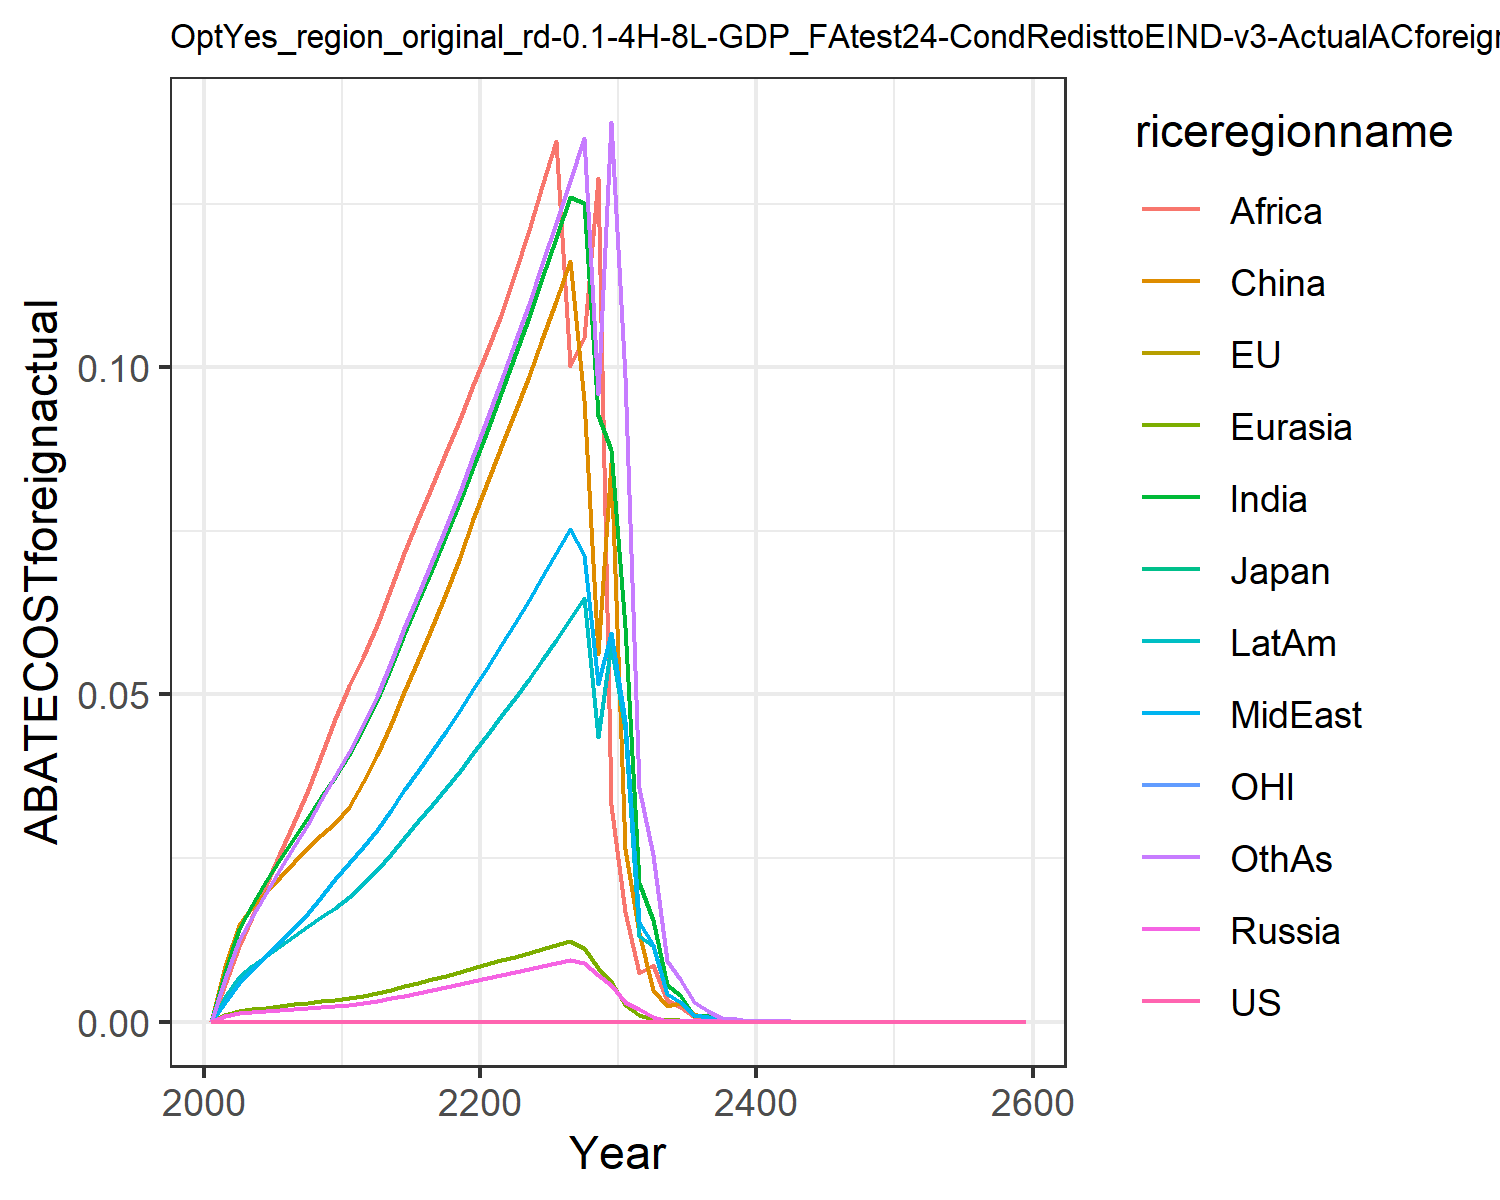 OptYes_region_original_rd-0.1-4H-8L-GDP_FAtest24-CondRedisttoEIND-v3-ActualACforeign
riceregionname
Africa
China
EU
Eurasia
India
Japan
LatAm
MidEast
OHI
OthAs
Russia
US
ABATECOSTforeignactual
0.10
0.05
0.00
2000
2200
2400
2600
Year